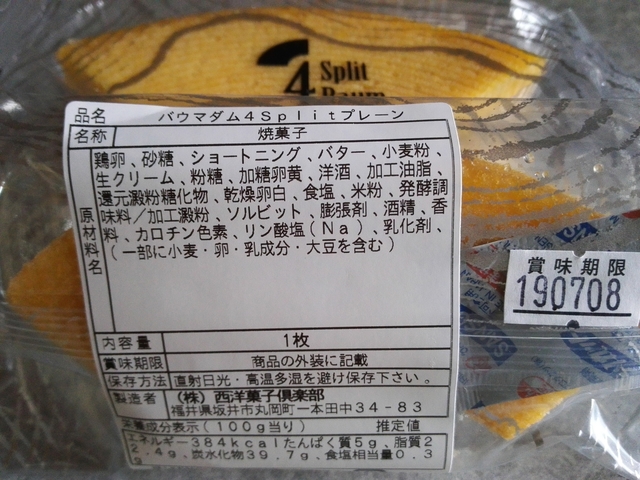 4 Split
Baum
品名 バウマダム4Splitプレーン
名称 焼菓子
原材料名
鶏卵、砂糖、ショートニング、バター、小麦粉、
生クリーム、粉糖、加糖卵黄、洋酒、加工油脂、
還元澱粉糖化物、乾燥卵白、食塩、米粉、発酵調
味料／加工澱粉、ソルビット、膨張剤、酒精、香
料、カロチン色素、リン酸塩(Na)、乳化剤、
(一部に小麦・卵・乳成分・大豆を含む)
内容量 1枚
賞味期限 商品の外装に記載
保存方法 直射日光・高温多湿を避け保存下さい。
製造者 (株)西洋菓子倶楽部
福井県坂井市丸岡町一本田中34-83
栄養成分表示(100g当り) 推定値
エネルギー384kcalたんぱく質5g、脂質2
2.4g、炭水化物39.7g、食塩相当量0.3
g
賞味期限
190708